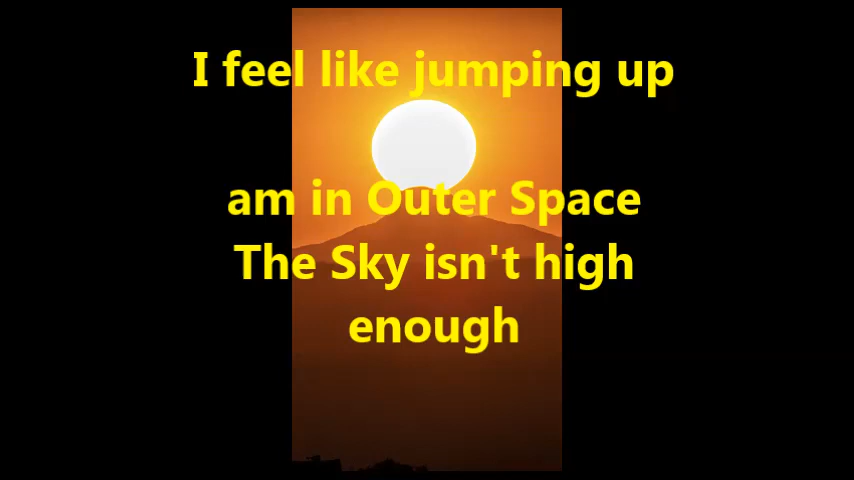 I feel like jumping up
am in Outer Space
The Sky isn't high
enough